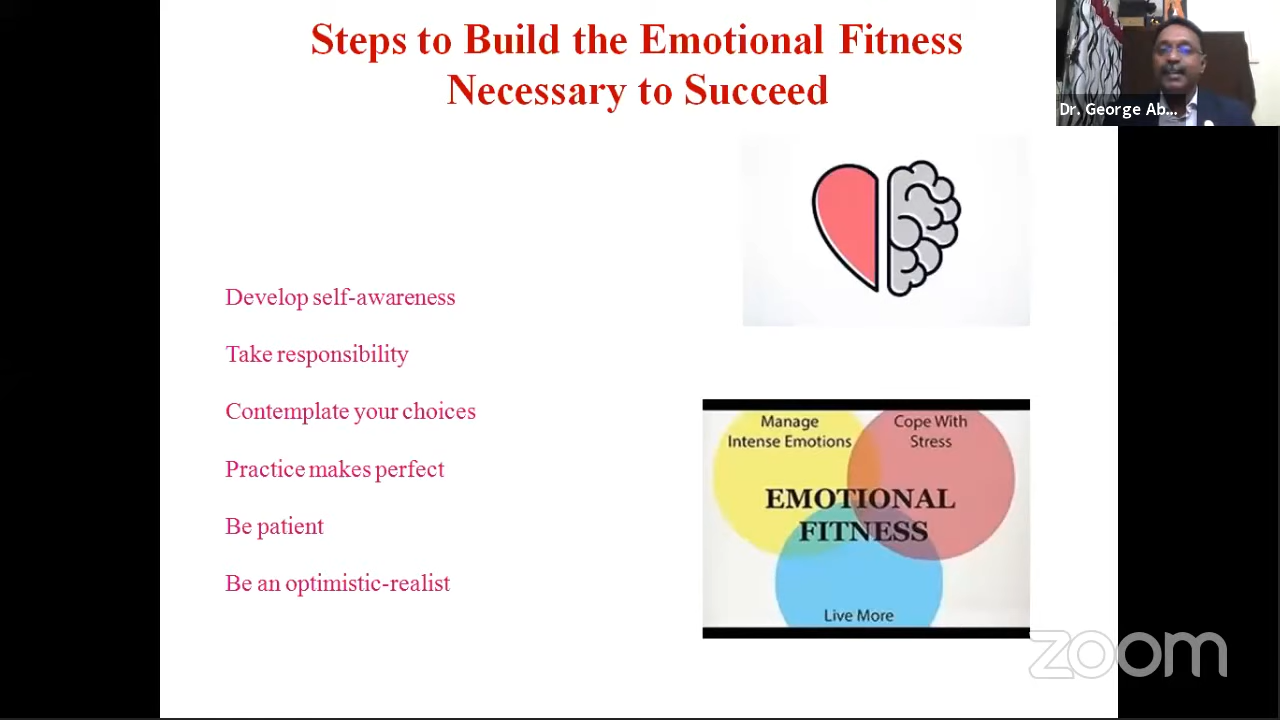 Steps to Build the Emotional Fitness
Necessary to Succeed
Dr. George Ab...
Develop self-awareness
Take responsibility
Contemplate your choices
Practice makes perfect
Be patient
Be an optimistic-realist
Manage
Intense Emotions
Cope With
Stress
EMOTIONAL
FITNESS
Live More
zoom